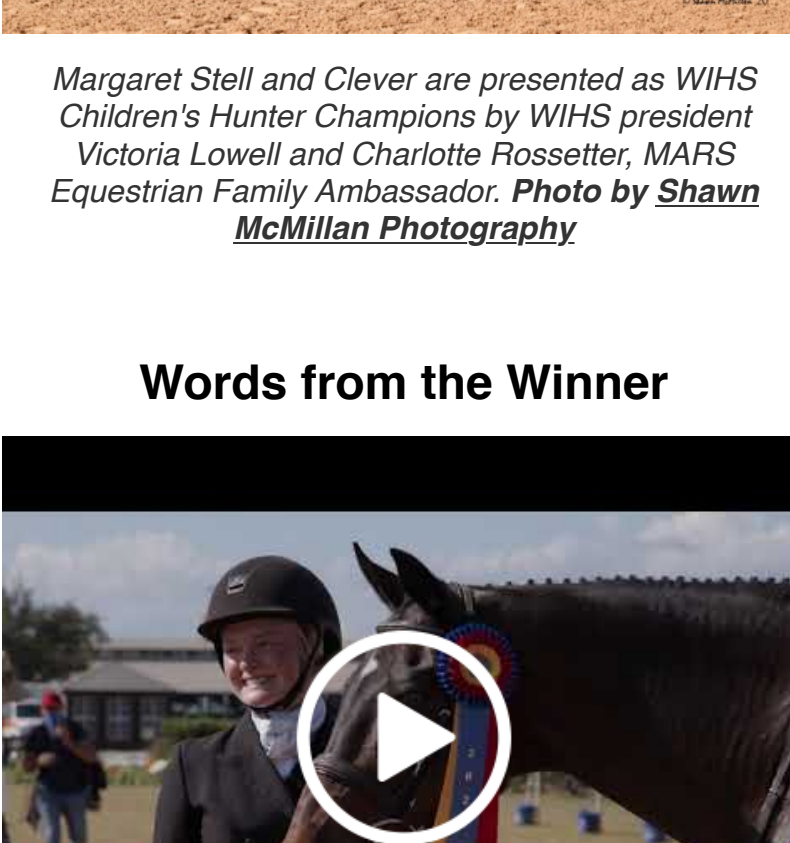 Margaret Stell and Clever are presented as WIHS
Children's Hunter Champions by WIHS president
Victoria Lowell and Charlotte Rossetter, MARS
Equestrian Family Ambassador. Photo by Shawn
McMillan Photography
Words from the Winner